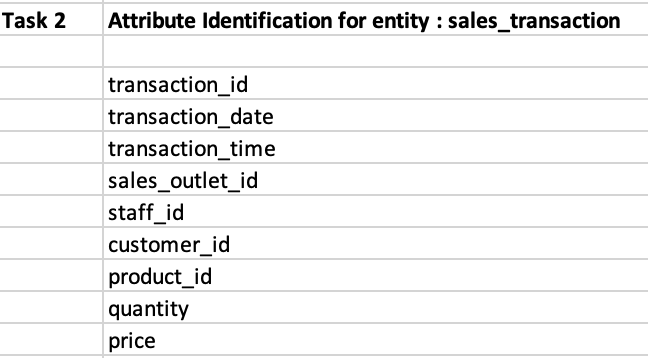 Task 2 Attribute Identification for entity : sales_transaction
transaction_id
transaction_date
transaction_time
sales_outlet_id
staff_id
customer_id
product_id
quantity
price